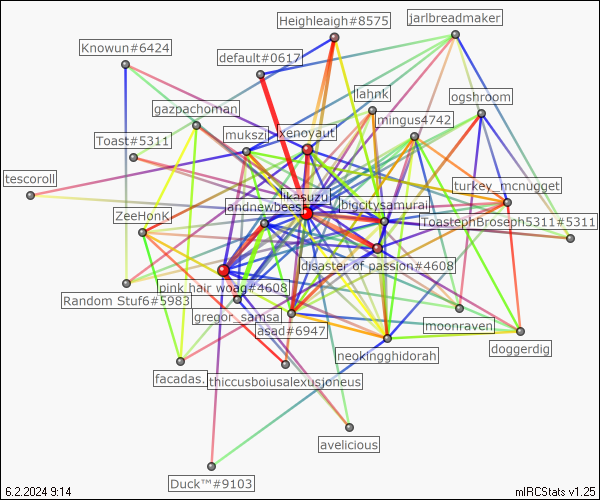 Heighleaigh#8575
jarlbreadmaker
Knowun#6424
default#0617
lahnk
ogshroom
gazpachoman
mingus4742
Toast#5311
mukszi
xenoyaut
tescoroll
turkey_mcnugget
likasuzu
andnewbees
bigcitysamurai
ZeeHonK
ToastephBroseph5311#5311
disaster of passion#4608
pink hair woag#4608
Random Stuf6#5983
gregor_samsa
asad#6947
moonraven
doggerdig
neokingghidorah
facadas.
thiccusboiusalexusjoneus
avelicious
Duck™#9103
6.2.2024 9:14
mIRCStats v1.25